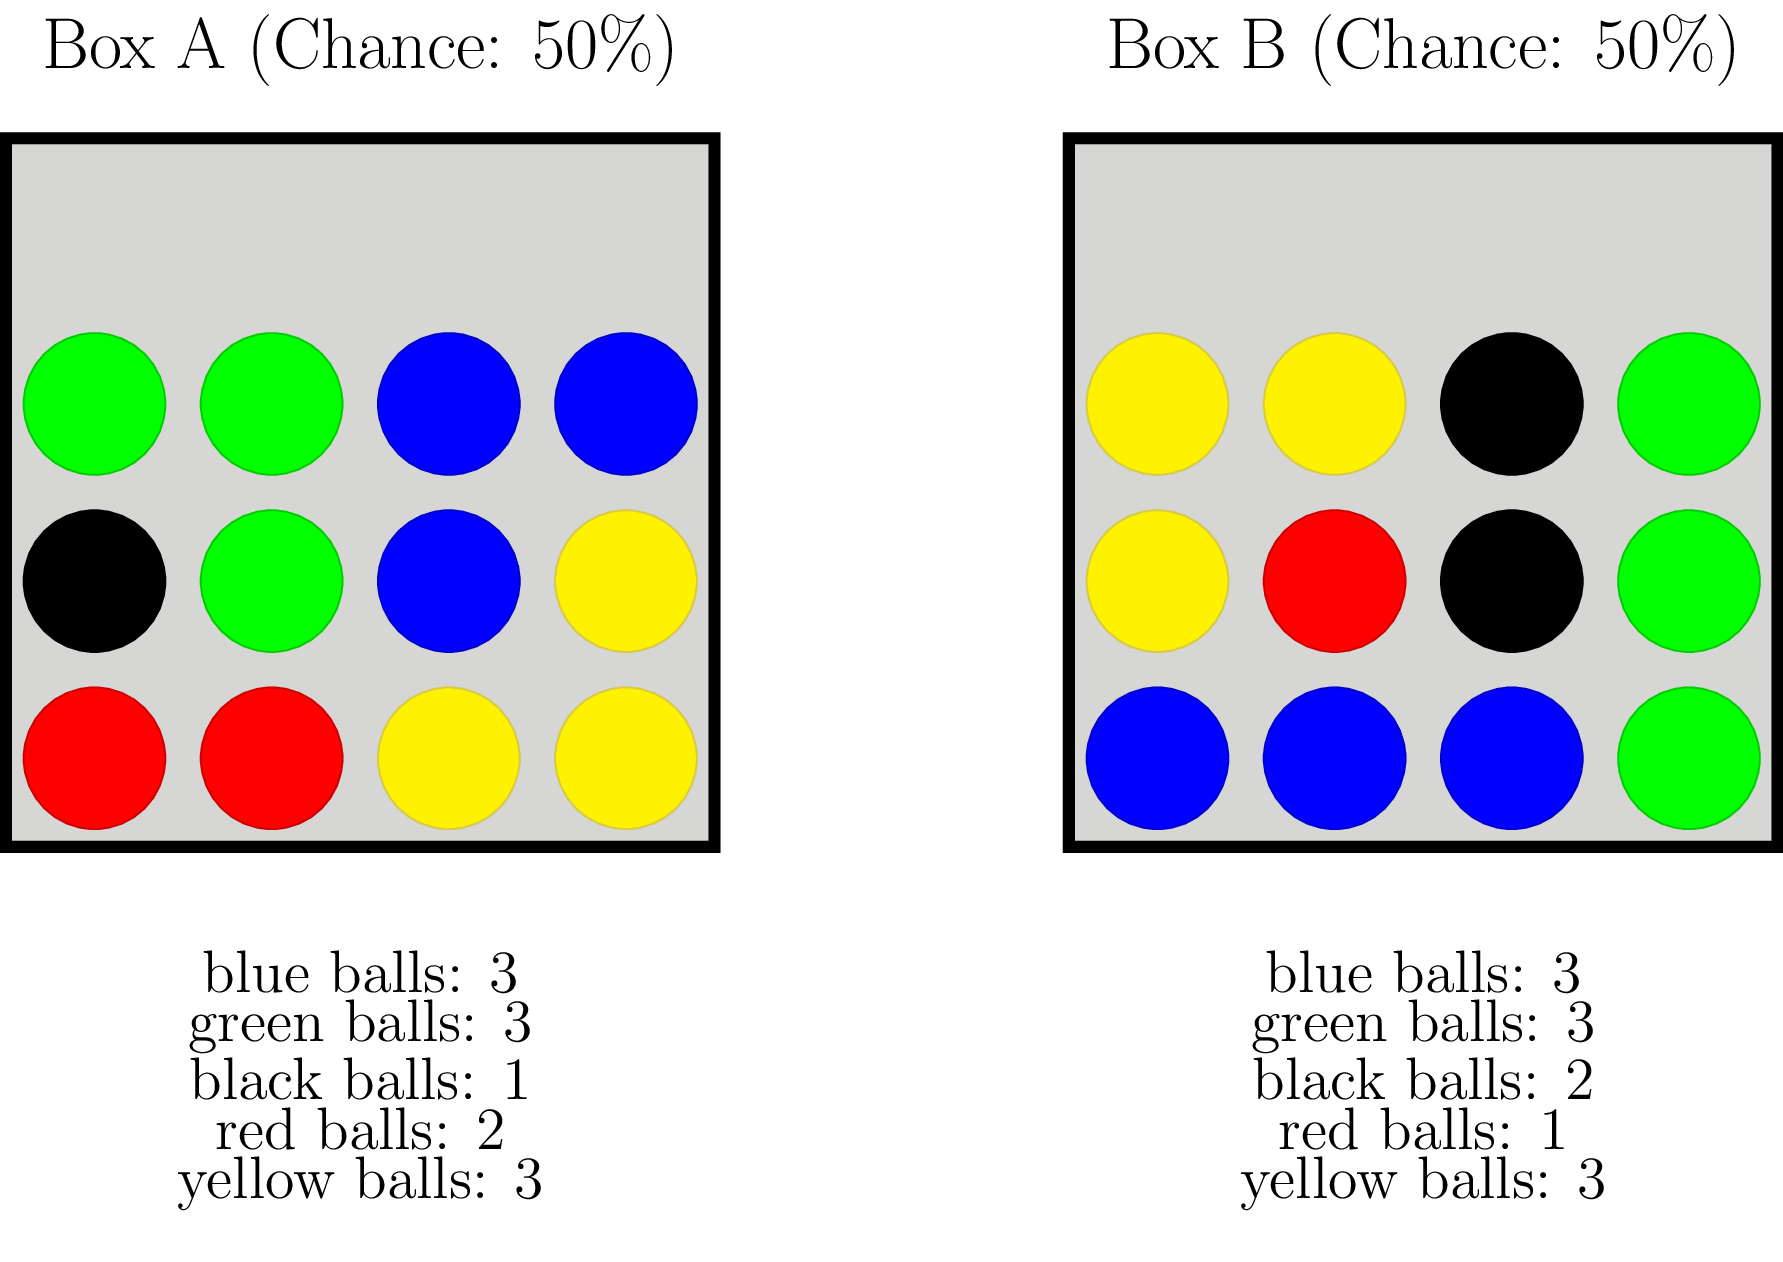 Box A (Chance: 50%)
Box B (Chance: 50%)
blue balls: 3
green balls: 3
black balls: 1
red balls: 2
yellow balls: 3
blue balls: 3
green balls: 3
black balls: 2
red balls: 1
yellow balls: 3